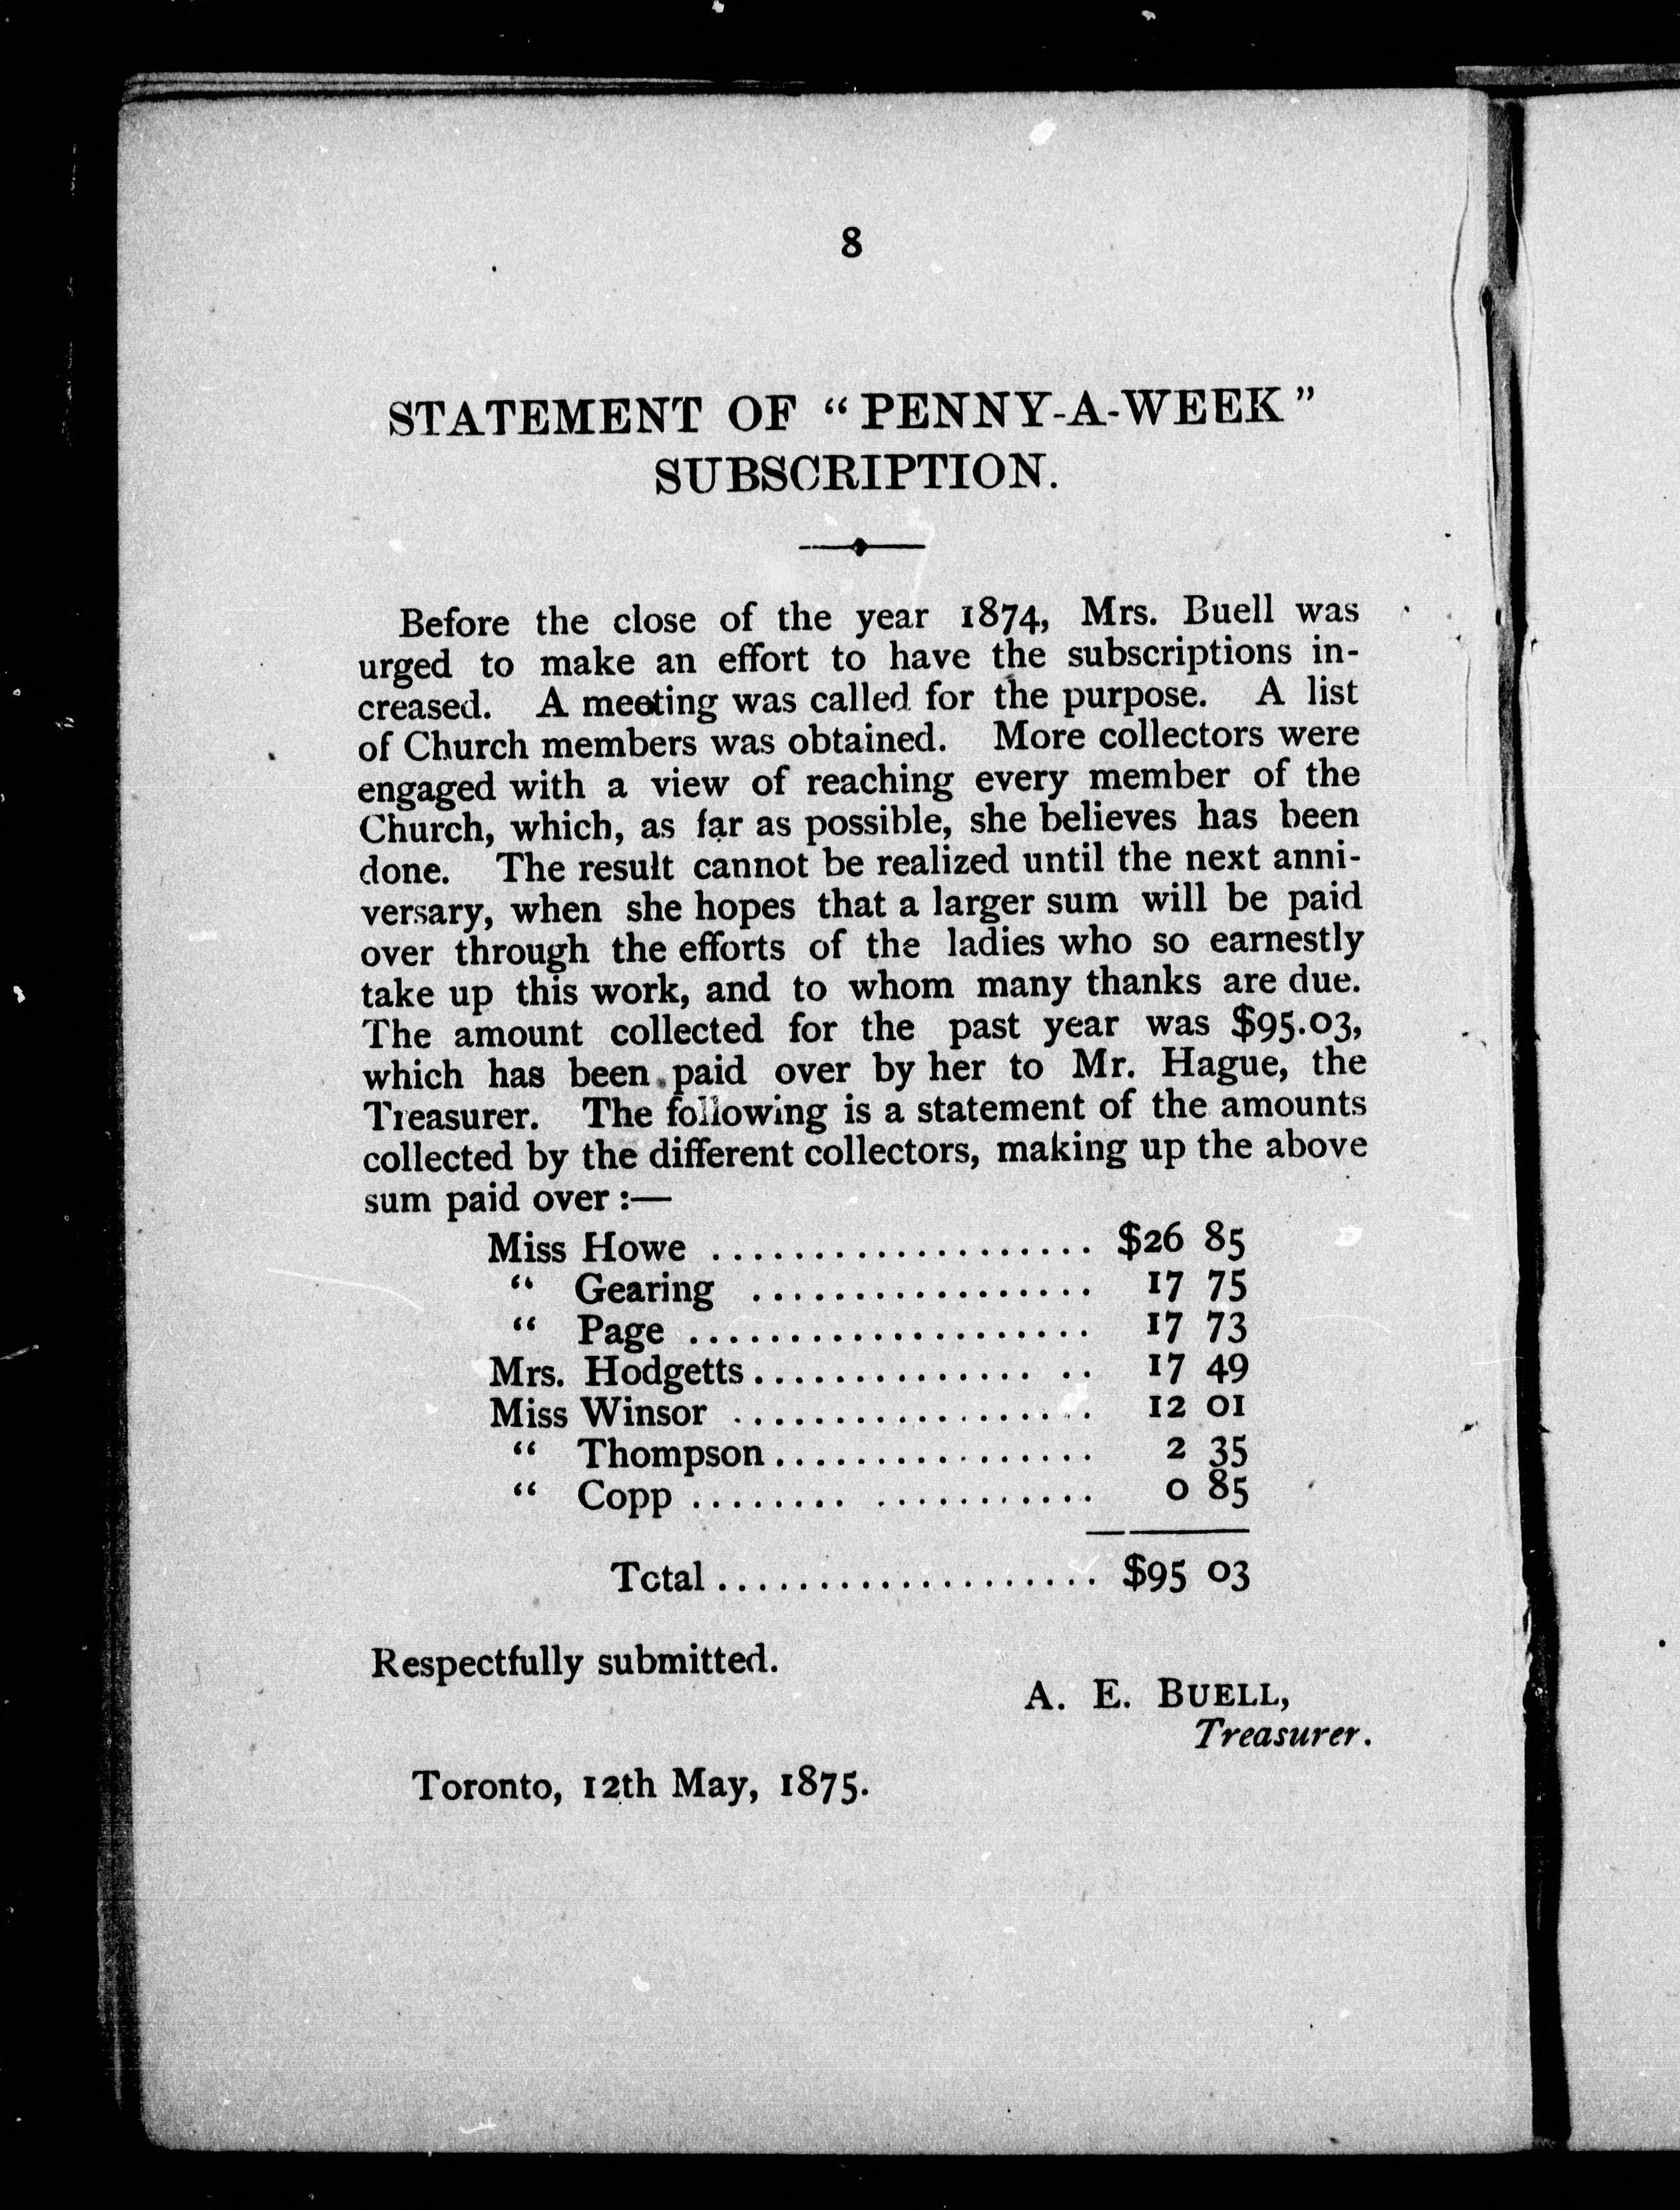 8
STATEMENT OF “PENNY-A-WEEK”
SUBSCRIPTION.
Before the close of the year 1874, Mrs. Buell was
urged to make an effort to have the subscriptions in-
creased. A meeting was called for the purpose. A list
of Church members was obtained. More collectors were
engaged with a view of reaching every member of the
Church, which, as far as possible, she believes has been
done. The result cannot be realized until the next anni-
versary, when she hopes that a larger sum will be paid
over through the efforts of the ladies who so earnestly
take up this work, and to whom many thanks are due.
The amount collected for the past year was $95.03,
which has been paid over by her to Mr. Hague, the
Treasurer. The following is a statement of the amounts
collected by the different collectors, making up the above
sum paid over :—
Miss Howe .................... $26 85
“ Gearing .................. 17 75
“ Page ..................... 17 73
Mrs. Hodgetts............... .. 17 49
Miss Winsor ................... 12 01
“ Thompson................. 2 35
“ Copp ........ ............ 0 85
Total.................... $95 03
Respectfully submitted.
A. E. BUELL,
Treasurer.
Toronto, 12th May, 1875.